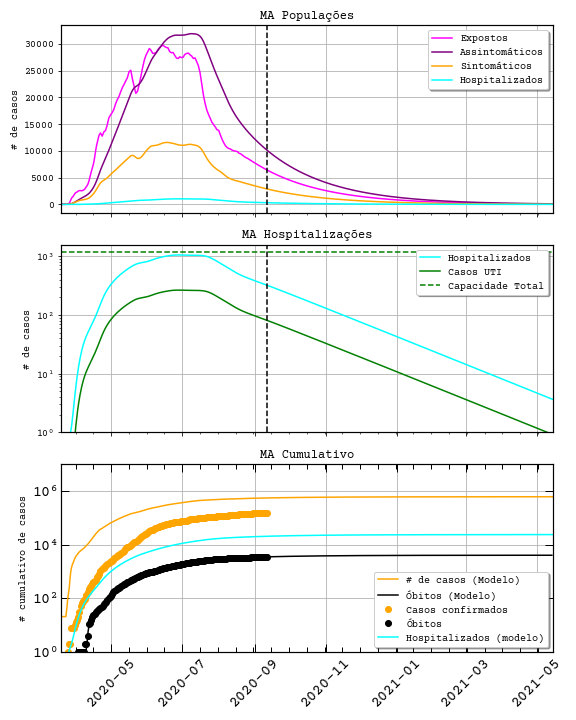 MA Populações
# de casos
30000
25000
20000
15000
10000
5000
0
Expostos
Assintomáticos
Sintomáticos
Hospitalizados
MA Hospitalizações
# de casos
10³
10²
10¹
10⁰
Hospitalizados
Casos UTI
Capacidade Total
MA Cumulativo
# cumulativo de casos
10⁶
10⁴
10²
10⁰
# de casos (Modelo)
Óbitos (Modelo)
Casos confirmados
Óbitos
Hospitalizados (modelo)
2020-05
2020-07
2020-09
2020-11
2021-01
2021-03
2021-05